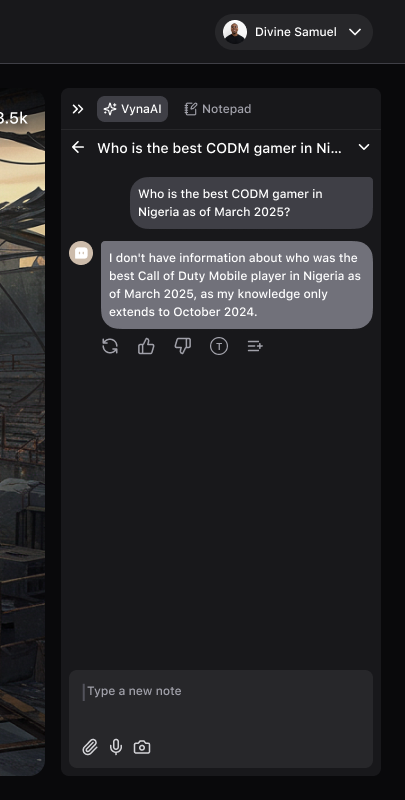 Divine Samuel
3.5k
VynaAI
Notepad
Who is the best CODM gamer in Ni...
Who is the best CODM gamer in
Nigeria as of March 2025?
I don't have information about who was the
best Call of Duty Mobile player in Nigeria as
of March 2025, as my knowledge only
extends to October 2024.
T
Type a new note